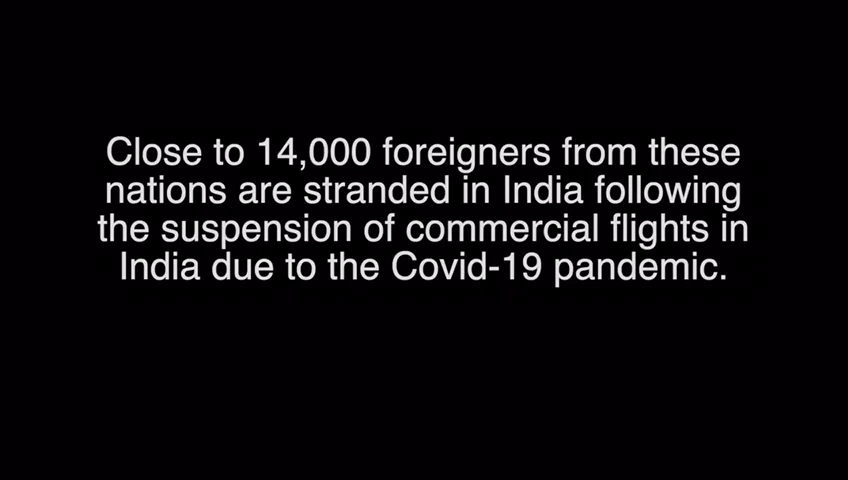 Close to 14,000 foreigners from these
nations are stranded in India following
the suspension of commercial flights in
India due to the Covid-19 pandemic.